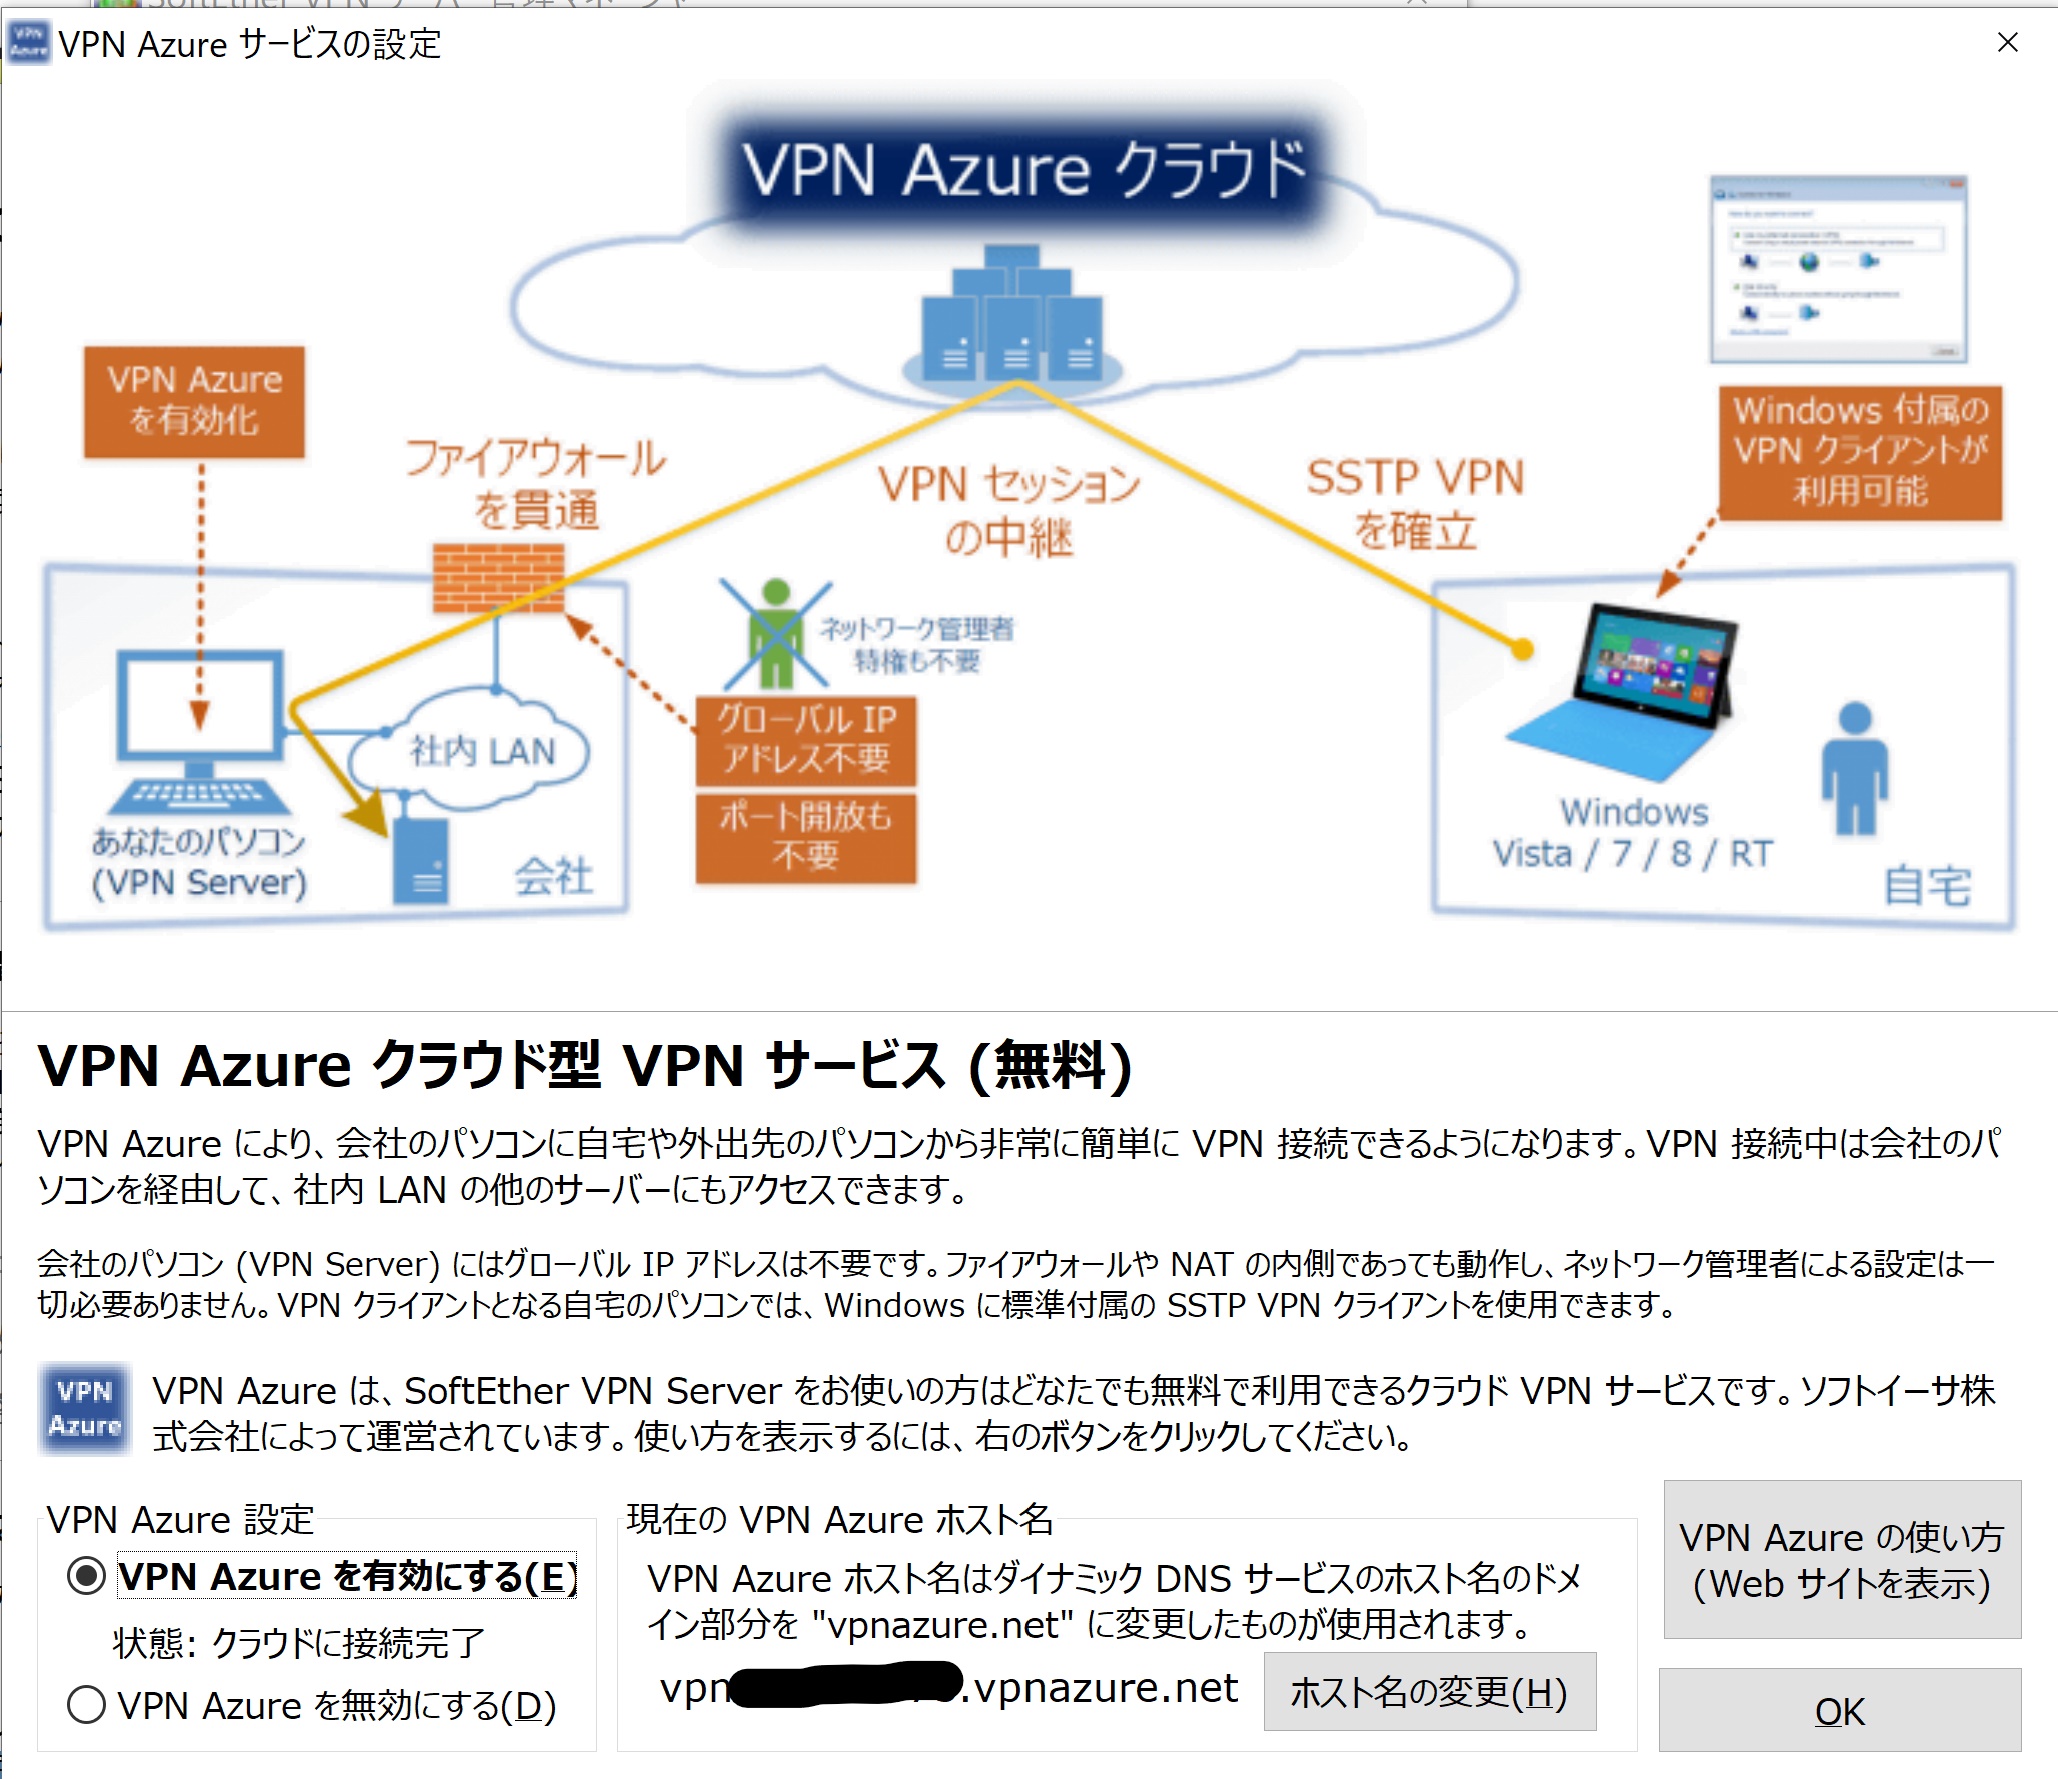 VPN Azure サービスの設定
VPN Azure クラウド
VPN Azure
を有効化
ファイアウォール
を貫通
VPN セッション
の中継
SSTP VPN
を確立
Windows 付属の
VPN クライアントが
利用可能
ネットワーク管理者
特権も不要
グローバル IP
アドレス不要
ポート開放も
不要
社内 LAN
あなたのパソコン
(VPN Server)
会社
Windows
Vista / 7 / 8 / RT
自宅
VPN Azure クラウド型 VPN サービス (無料)
VPN Azure により、会社のパソコンに自宅や外出先のパソコンから非常に簡単に VPN 接続できるようになります。VPN 接続中は会社のパ
ソコンを経由して、社内 LAN の他のサーバーにもアクセスできます。
会社のパソコン (VPN Server) にはグローバル IP アドレスは不要です。ファイアウォールや NAT の内側であっても動作し、ネットワーク管理者による設定は一
切必要ありません。VPN クライアントとなる自宅のパソコンでは、Windows に標準付属の SSTP VPN クライアントを使用できます。
VPN
Azure
VPN Azure は、SoftEther VPN Server をお使いの方はどなたでも無料で利用できるクラウド VPN サービスです。ソフトイーサ株
式会社によって運営されています。使い方を表示するには、右のボタンをクリックしてください。
VPN Azure 設定
VPN Azure を有効にする(E)
状態: クラウドに接続完了
VPN Azure を無効にする(D)
現在の VPN Azure ホスト名
VPN Azure ホスト名はダイナミック DNS サービスのホスト名のドメ
イン部分を "vpnazure.net" に変更したものが使用されます。
vpn .vpnazure.net
ホスト名の変更(H)
VPN Azure の使い方
(Web サイトを表示)
OK